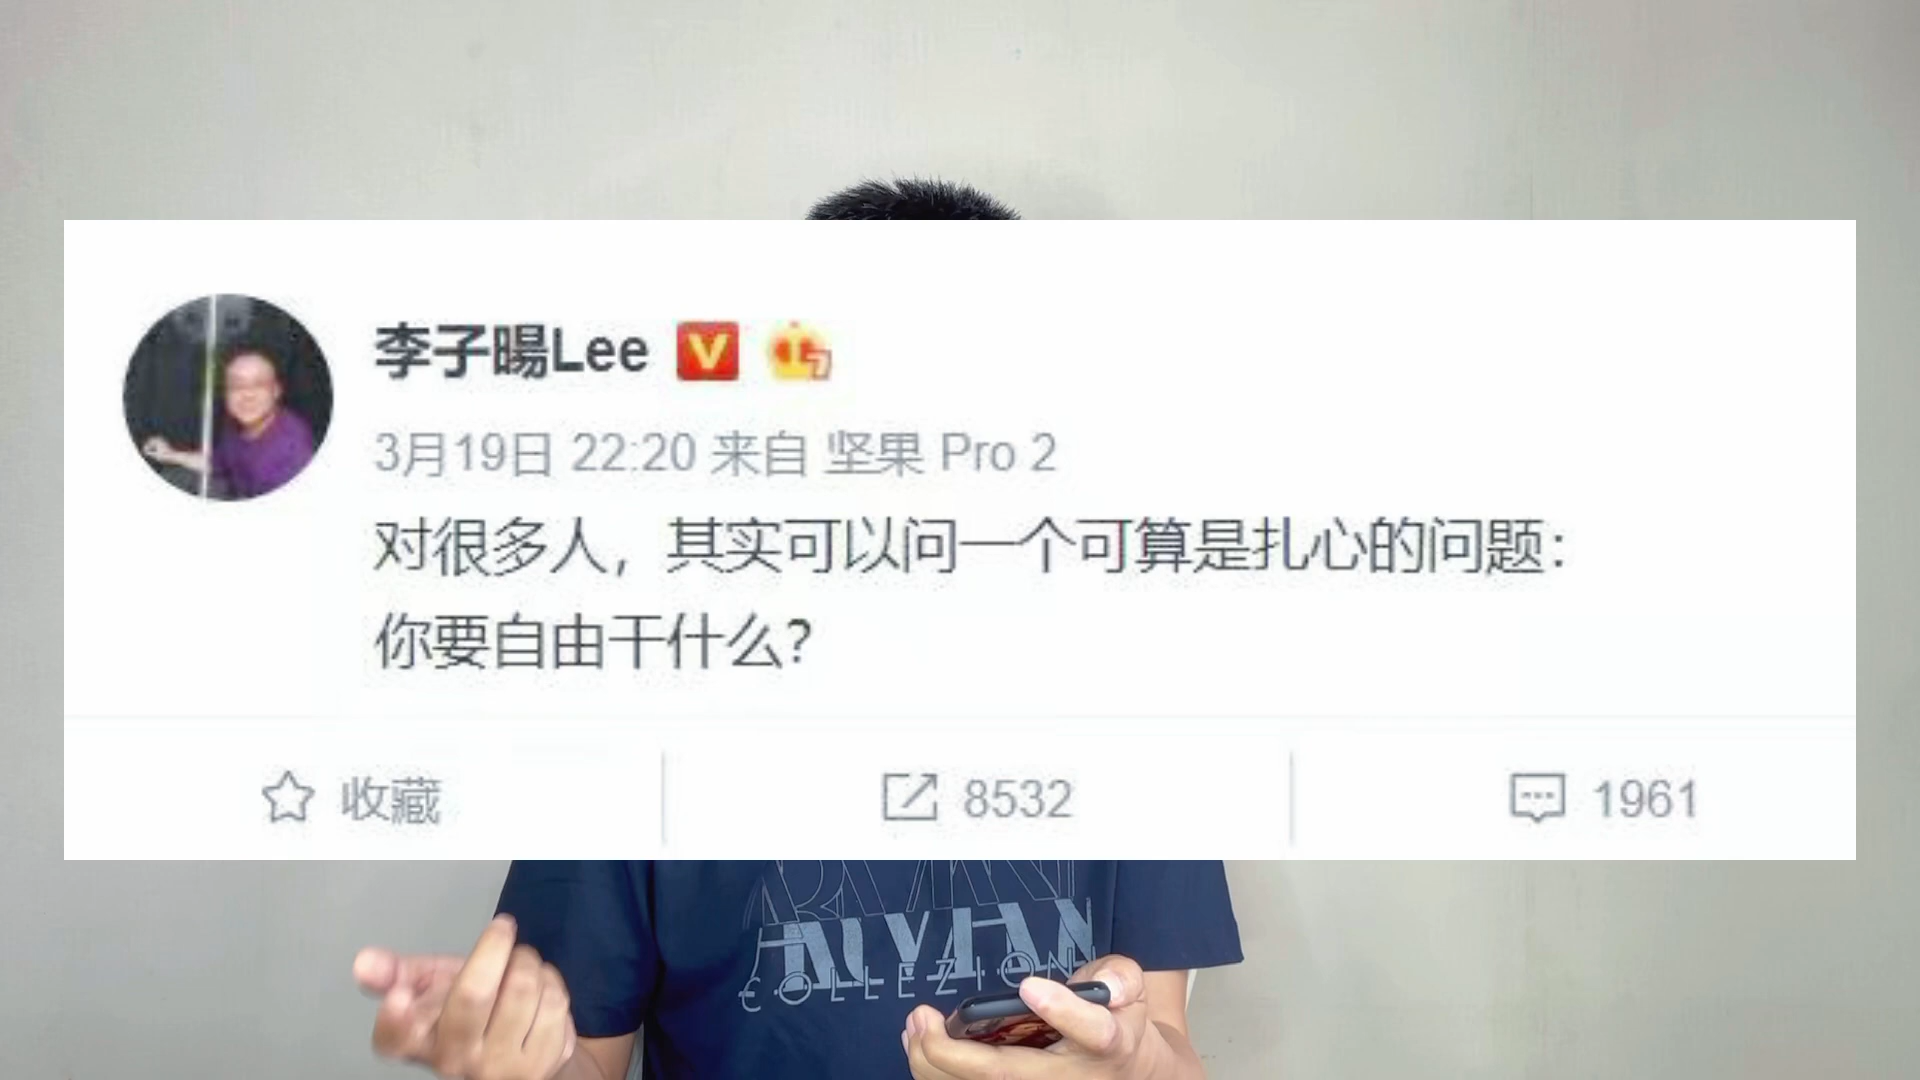 李子暘Lee
3月19日 22:20 来自 坚果 Pro 2
对很多人，其实可以问一个可算是扎心的问题：
你要自由干什么？
收藏
8532
1961
COLLEZIONI